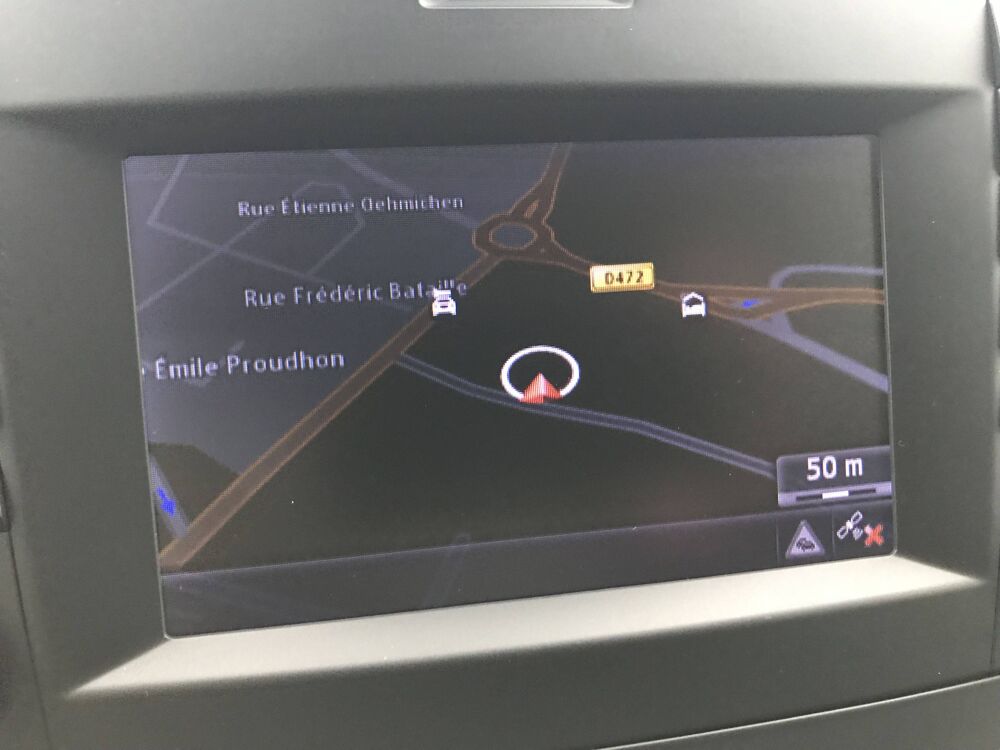 Rue Étienne Oehmichen
D472
Rue Frédéric Bataille
Émile Proudhon
50 m